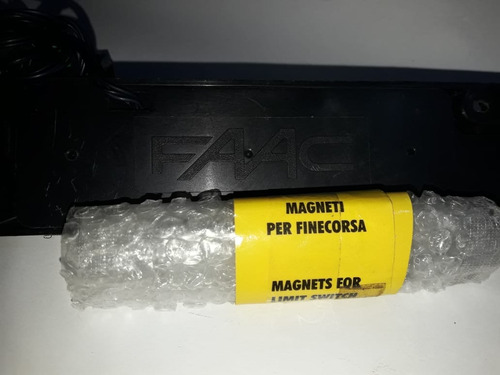 FAAC
MAGNETI
PER FINECORSA
MAGNETS FOR
LIMIT SWITCH